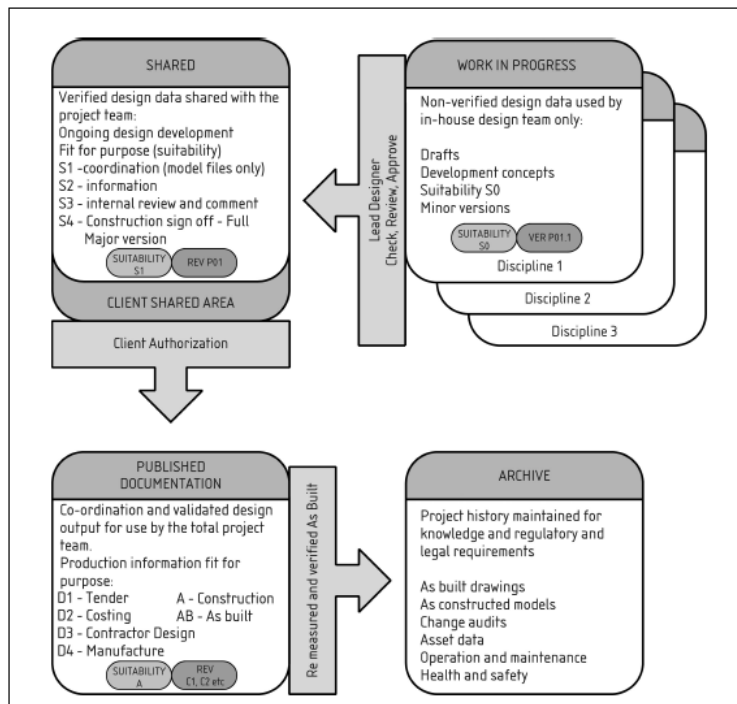 SHARED
Verified design data shared with the
project team:
Ongoing design development
Fit for purpose (suitability)
S1 -coordination (model files only)
S2 - information
S3 - internal review and comment
S4 - Construction sign off - Full
Major version
SUITABILITY
S1
REV P01
CLIENT SHARED AREA
Client Authorization
Lead Designer
Check, Review, Approve
WORK IN PROGRESS
Non-verified design data used by
in-house design team only:
Drafts
Development concepts
Suitability S0
Minor versions
SUITABILITY
S0
VER P01.1
Discipline 1
Discipline 2
Discipline 3
PUBLISHED
DOCUMENTATION
Co-ordination and validated design
output for use by the total project
team.
Production information fit for
purpose:
D1 - Tender A - Construction
D2 - Costing AB - As built
D3 - Contractor Design
D4 - Manufacture
SUITABILITY
A
REV
C1, C2 etc
Re measured and verified As Built
ARCHIVE
Project history maintained for
knowledge and regulatory and
legal requirements
As built drawings
As constructed models
Change audits
Asset data
Operation and maintenance
Health and safety